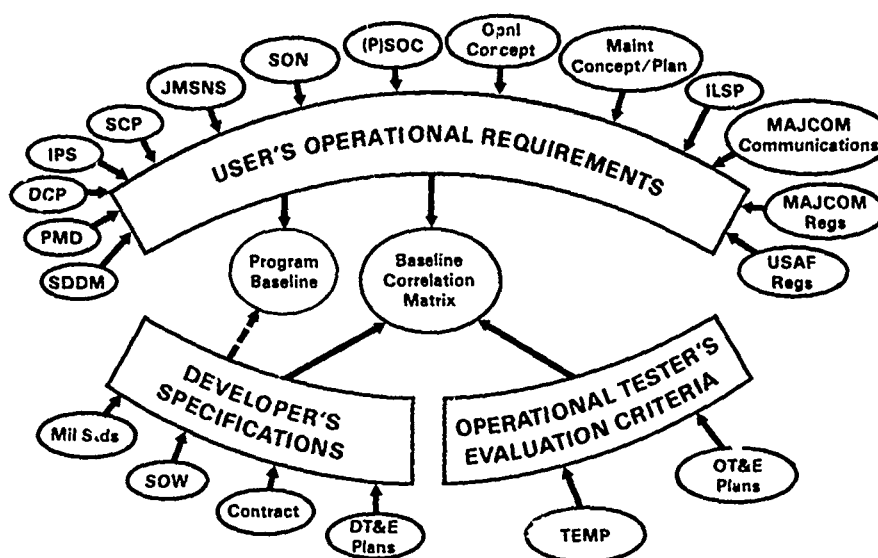 SON
(P)SOC
Opnl
Concept
Maint
Concept/Plan
JMSNS
ILSP
SCP
MAJCOM
Communications
IPS
USER'S OPERATIONAL REQUIREMENTS
DCP
MAJCOM
Regs
PMD
SDDM
USAF
Regs
Program
Baseline
Baseline
Correlation
Matrix
DEVELOPER'S
SPECIFICATIONS
OPERATIONAL TESTER'S
EVALUATION CRITERIA
Mil Stds
SOW
Contract
DT&E
Plans
TEMP
OT&E
Plans